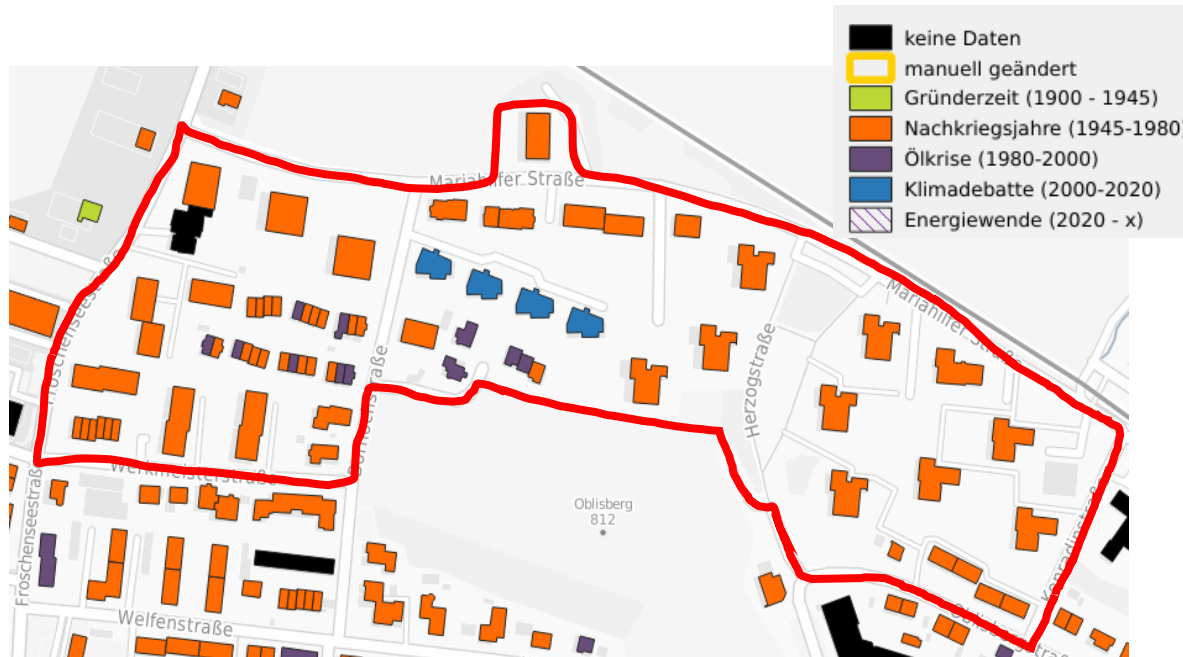 keine Daten
manuell geändert
Gründerzeit (1900 - 1945)
Nachkriegsjahre (1945-1980)
Ölkrise (1980-2000)
Klimadebatte (2000-2020)
Energiewende (2020 - x)
Mariahilfer Straße
Froschenseestraße
Mariahilfer Straße
Herzogstraße
Werkmeisterstraße
Oblisberg
812
Froschenseestraße
Konradinstraße
Welfenstraße